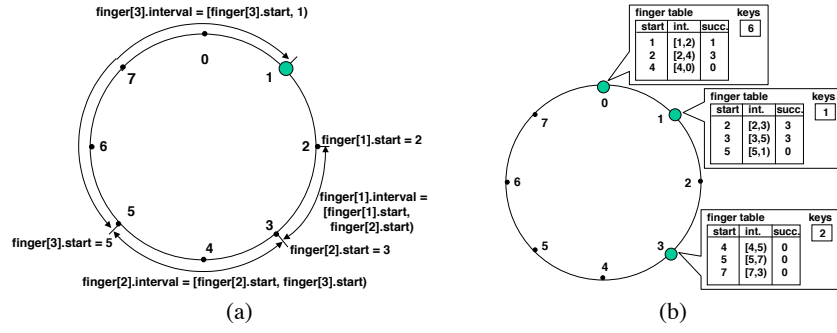 finger[3].interval = [finger[3].start, 1)
0
1
7
6
2
finger[1].start = 2
finger[1].interval =
[finger[1].start,
finger[2].start)
5
3
4
finger[3].start = 5
finger[2].start = 3
finger[2].interval = [finger[2].start, finger[3].start)
(a)
finger table keys
start int. succ. 6
1 [1,2) 1
2 [2,4) 3
4 [4,0) 0
0
7
1
finger table keys
start int. succ. 1
2 [2,3) 3
3 [3,5) 3
5 [5,1) 0
6
2
5
3
4
finger table keys
start int. succ. 2
4 [4,5) 0
5 [5,7) 0
7 [7,3) 0
(b)